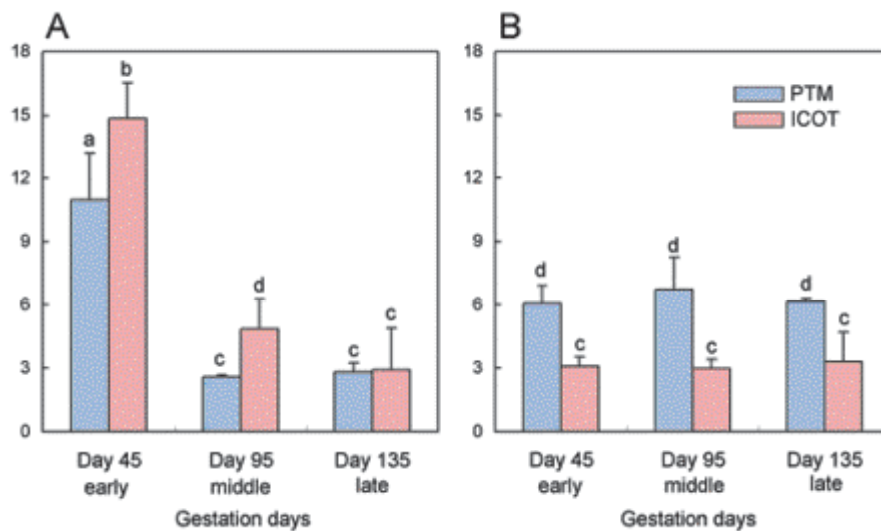 A
B
18
15
12
9
6
3
0
a
b
c
d
c
c
Day 45
early
Day 95
middle
Day 135
late
Gestation days
18
15
12
9
6
3
0
PTM
ICOT
d
c
d
c
d
c
Day 45
early
Day 95
middle
Day 135
late
Gestation days